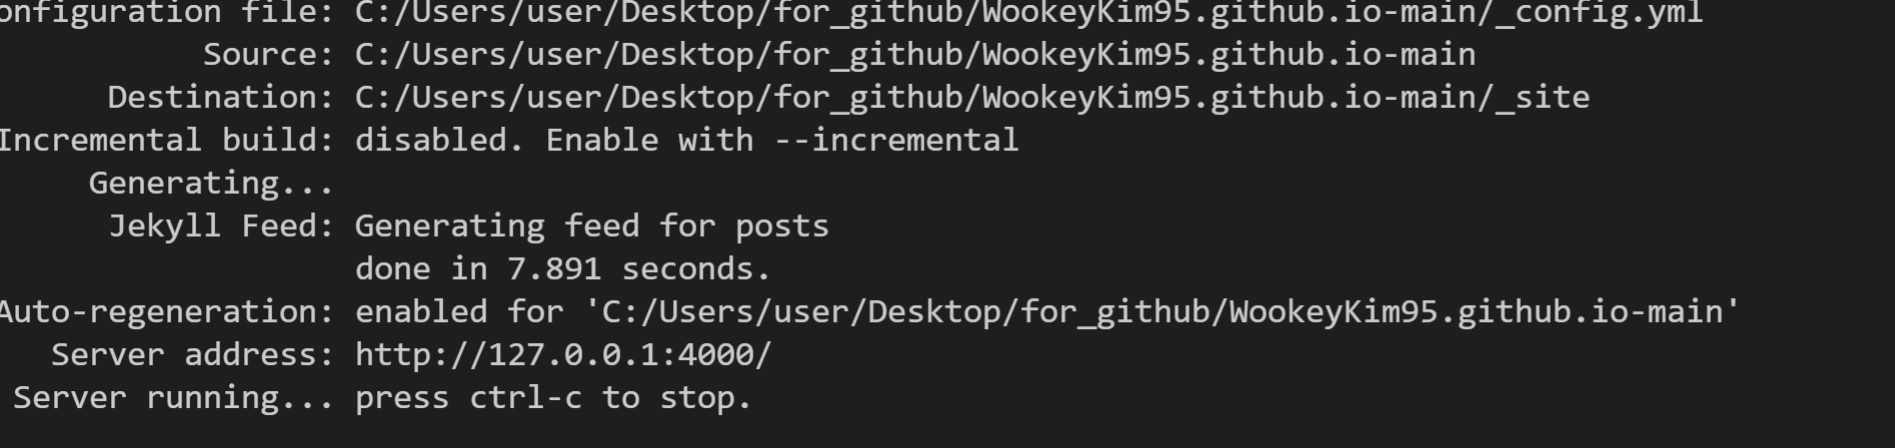 onfiguration file: C:/Users/user/Desktop/for_github/WookeyKim95.github.io-main/_config.yml
Source: C:/Users/user/Desktop/for_github/WookeyKim95.github.io-main
Destination: C:/Users/user/Desktop/for_github/WookeyKim95.github.io-main/_site
Incremental build: disabled. Enable with --incremental
Generating...
Jekyll Feed: Generating feed for posts
done in 7.891 seconds.
Auto-regeneration: enabled for 'C:/Users/user/Desktop/for_github/WookeyKim95.github.io-main'
Server address: http://127.0.0.1:4000/
Server running... press ctrl-c to stop.